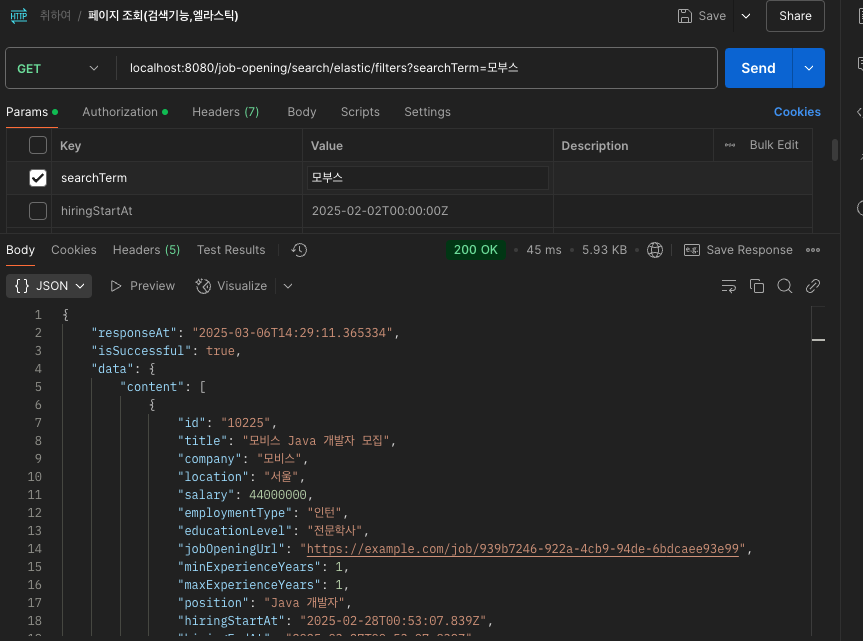 HTTP 취하여 / 페이지 조회(검색기능,엘라스틱) Save Share
GET localhost:8080/job-opening/search/elastic/filters?searchTerm=모부스 Send
Params Authorization Headers (7) Body Scripts Settings Cookies
Key Value Description Bulk Edit
searchTerm 모부스
hiringStartAt 2025-02-02T00:00:00Z
Body Cookies Headers (5) Test Results 200 OK 45 ms 5.93 KB e.g. Save Response
{} JSON Preview Visualize
1 {
2 "responseAt": "2025-03-06T14:29:11.365334",
3 "isSuccessful": true,
4 "data": {
5 "content": [
6 {
7 "id": "10225",
8 "title": "모비스 Java 개발자 모집",
9 "company": "모비스",
10 "location": "서울",
11 "salary": 44000000,
12 "employmentType": "인턴",
13 "educationLevel": "전문학사",
14 "jobOpeningUrl": "https://example.com/job/939b7246-922a-4cb9-94de-6bdcaee93e99",
15 "minExperienceYears": 1,
16 "maxExperienceYears": 1,
17 "position": "Java 개발자",
18 "hiringStartAt": "2025-02-28T00:53:07.839Z",